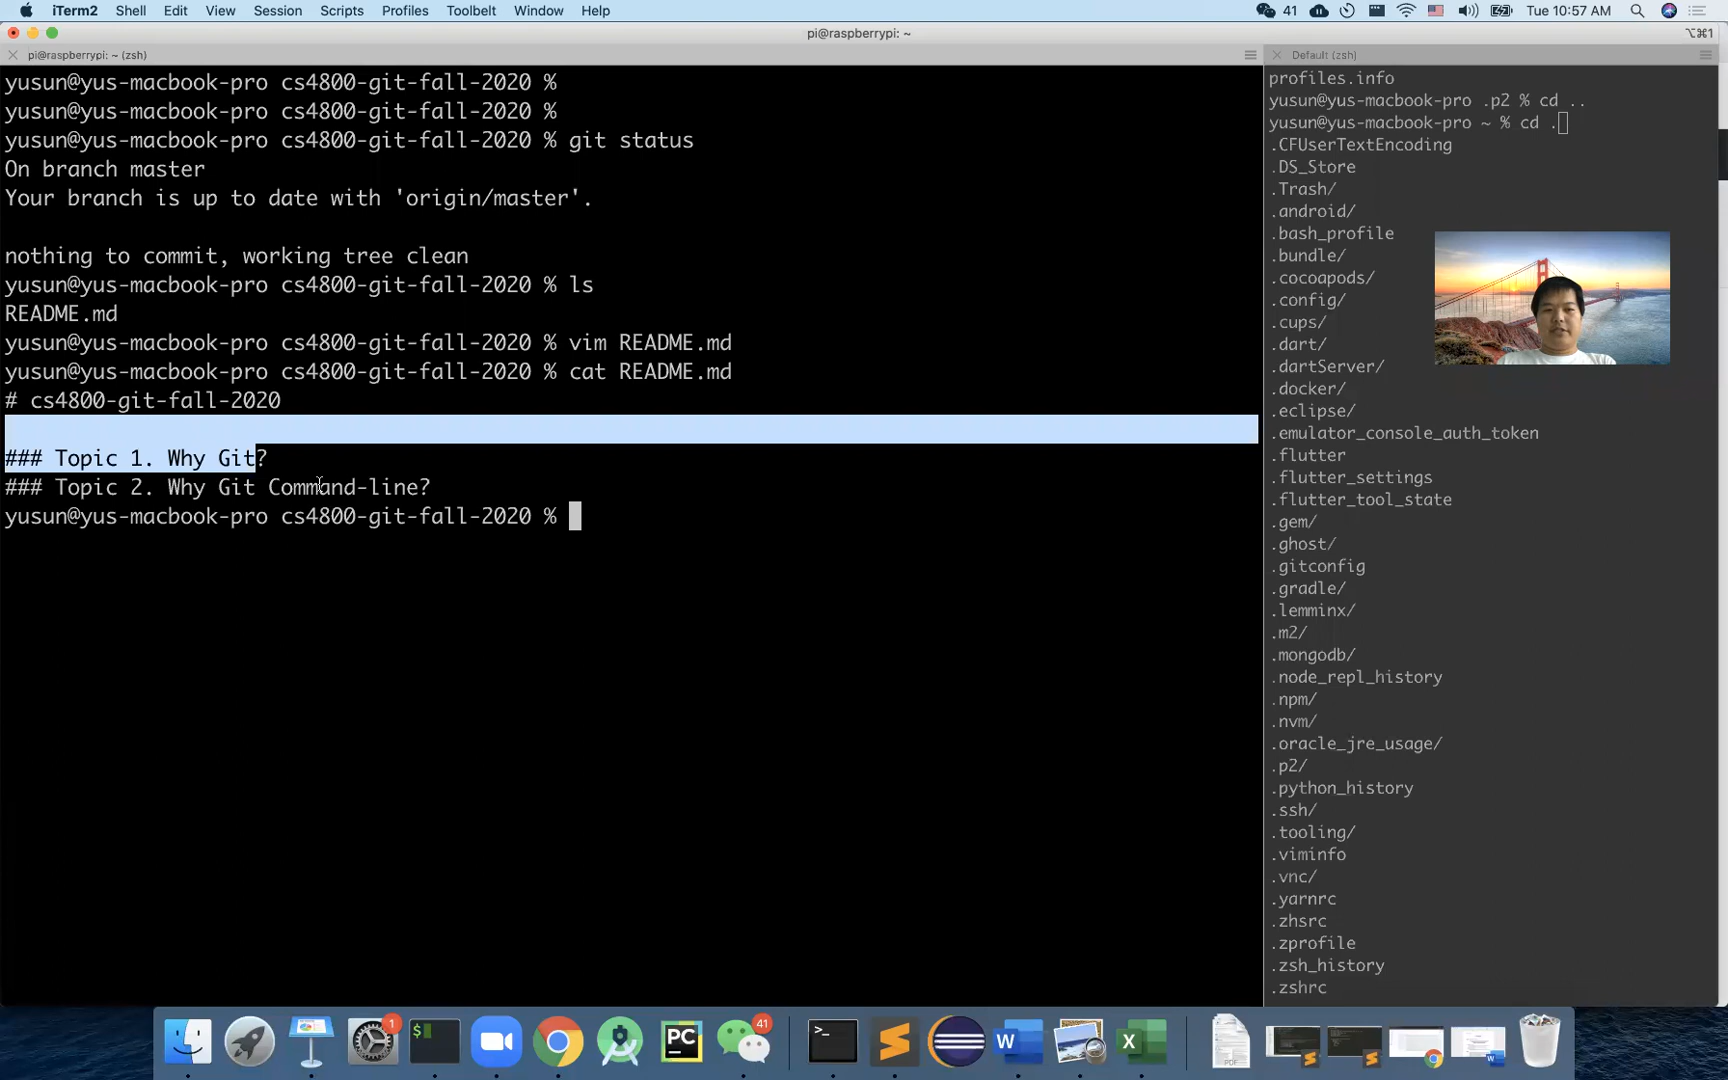 iTerm2 Shell Edit View Session Scripts Profiles Toolbelt Window Help 41 Tue 10:57 AM
pi@raspberrypi: ~ ⌥⌘1
pi@raspberrypi: ~ (zsh)
yusun@yus-macbook-pro cs4800-git-fall-2020 %
yusun@yus-macbook-pro cs4800-git-fall-2020 %
yusun@yus-macbook-pro cs4800-git-fall-2020 % git status
On branch master
Your branch is up to date with 'origin/master'.
nothing to commit, working tree clean
yusun@yus-macbook-pro cs4800-git-fall-2020 % ls
README.md
yusun@yus-macbook-pro cs4800-git-fall-2020 % vim README.md
yusun@yus-macbook-pro cs4800-git-fall-2020 % cat README.md
# cs4800-git-fall-2020
### Topic 1. Why Git?
### Topic 2. Why Git Command-line?
yusun@yus-macbook-pro cs4800-git-fall-2020 %
Default (zsh)
profiles.info
yusun@yus-macbook-pro .p2 % cd ..
yusun@yus-macbook-pro ~ % cd .
.CFUserTextEncoding
.DS_Store
.Trash/
.android/
.bash_profile
.bundle/
.cocoapods/
.config/
.cups/
.dart/
.dartServer/
.docker/
.eclipse/
.emulator_console_auth_token
.flutter
.flutter_settings
.flutter_tool_state
.gem/
.ghost/
.gitconfig
.gradle/
.lemminx/
.m2/
.mongodb/
.node_repl_history
.npm/
.nvm/
.oracle_jre_usage/
.p2/
.python_history
.ssh/
.tooling/
.viminfo
.vnc/
.yarnrc
.zhsrc
.zprofile
.zsh_history
.zshrc
1 $ PC 41 >_ W X PDF